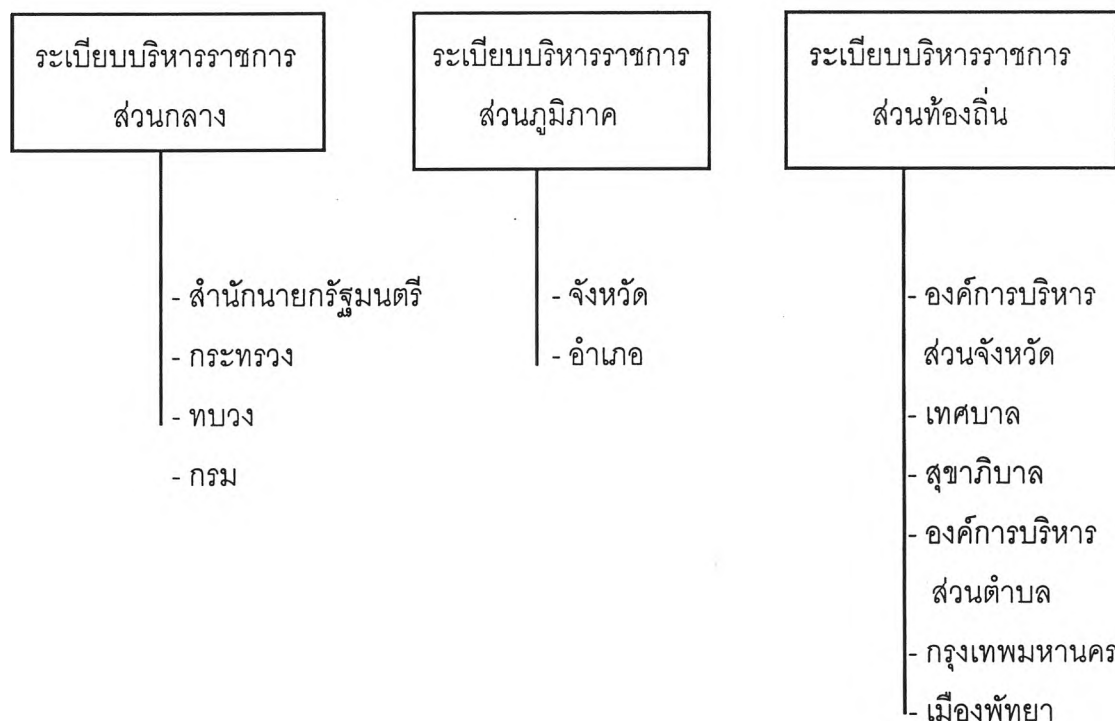 ระเบียบบริหารราชการ
ส่วนกลาง
- สำนักนายกรัฐมนตรี
- กระทรวง
- ทบวง
- กรม
ระเบียบบริหารราชการ
ส่วนภูมิภาค
- จังหวัด
- อำเภอ
ระเบียบบริหารราชการ
ส่วนท้องถิ่น
- องค์การบริหาร
ส่วนจังหวัด
- เทศบาล
- สุขาภิบาล
- องค์การบริหาร
ส่วนตำบล
- กรุงเทพมหานคร
- เมืองพัทยา